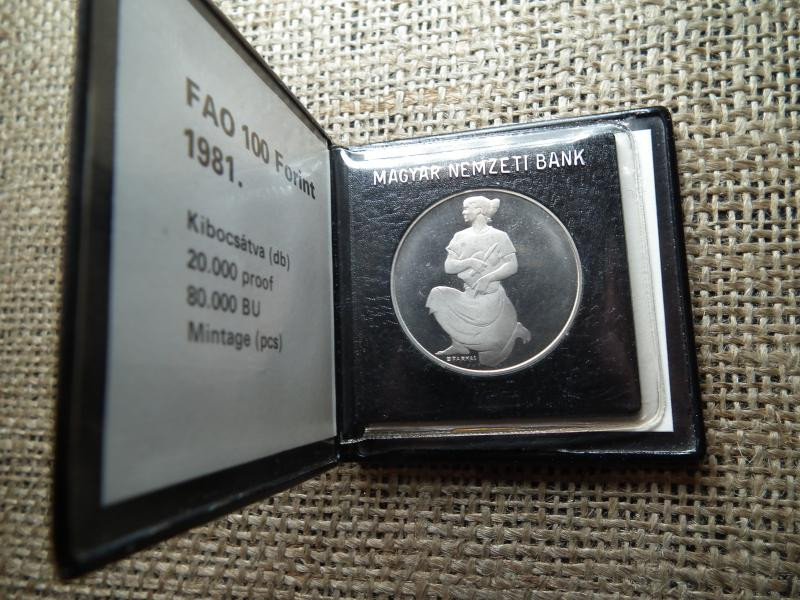 FAO 100 Forint
1981.
Kibocsátva (db)
20.000 proof
80.000 BU
Mintage (pcs)
MAGYAR NEMZETI BANK